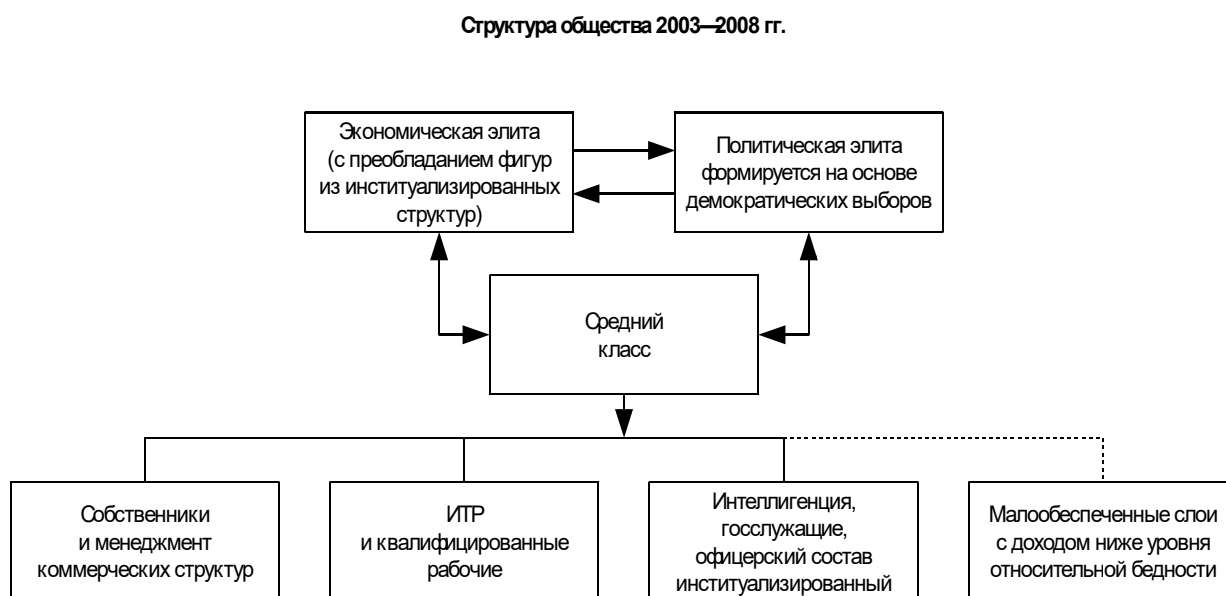 Структура общества 2003—2008 гг.
Экономическая элита
(с преобладанием фигур
из институализированных
структур)
Политическая элита
формируется на основе
демократических выборов
Средний
класс
Собственники
и менеджмент
коммерческих структур
ИТР
и квалифицированные
рабочие
Интеллигенция,
госслужащие,
офицерский состав
институализированный
Малообеспеченные слои
с доходом ниже уровня
относительной бедности